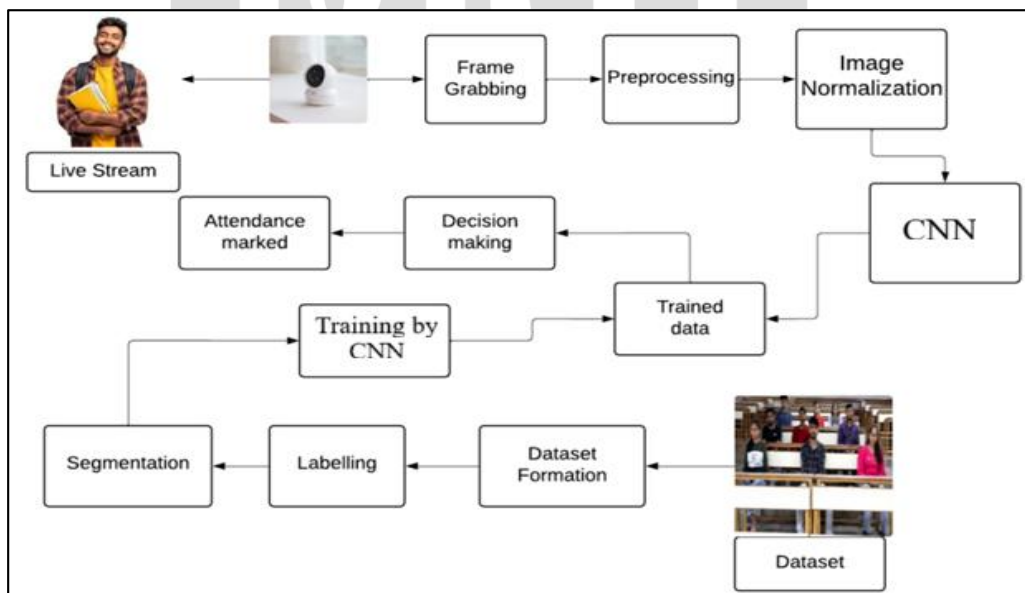 Frame
Grabbing
Preprocessing
Image
Normalization
Live Stream
CNN
Attendance
marked
Decision
making
Trained
data
Training by
CNN
Segmentation
Labelling
Dataset
Formation
Dataset